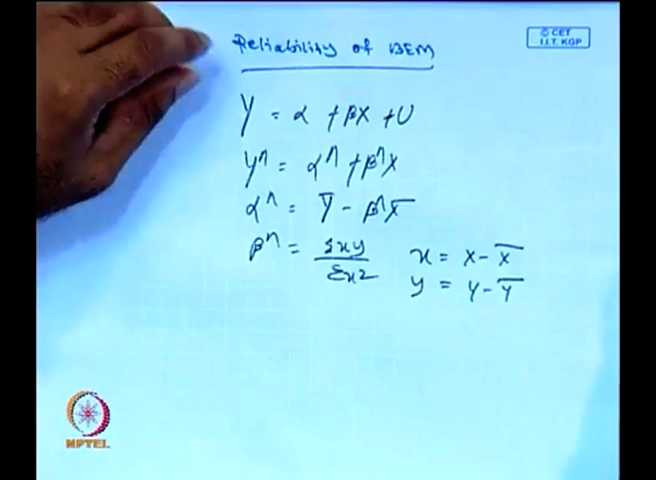 Reliability of BEM
© CET
I.I.T. KGP
Y = α + βX + U
Y^ = α^ + β^X
α^ = Y̅ - β^X̅
β^ = Σxy / Σx2
x = X - X̅
y = Y - Y̅
NPTEL